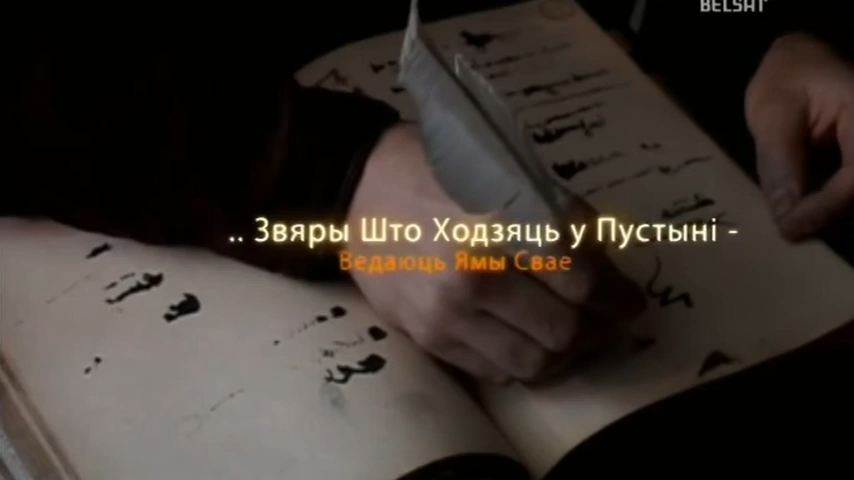 BELSAT
.. Звяры Што Ходзяць у Пустыні -
Ведаюць Ямы Свае